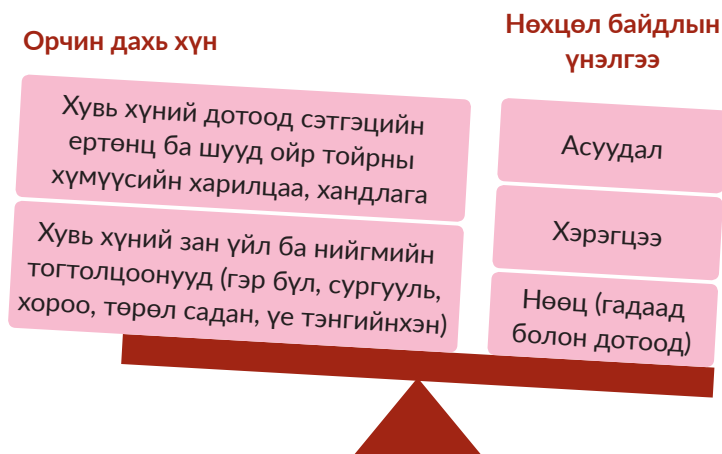 Орчин дахь хүн
Хувь хүний дотоод сэтгэцийн
ертөнц ба шууд ойр тойрны
хүмүүсийн харилцаа, хандлага
Хувь хүний зан үйл ба нийгмийн
тогтолцоонууд (гэр бүл, сургууль,
хороо, төрөл садан, үе тэнгийнхэн)
Нөхцөл байдлын
үнэлгээ
Асуудал
Хэрэгцээ
Нөөц (гадаад
болон дотоод)